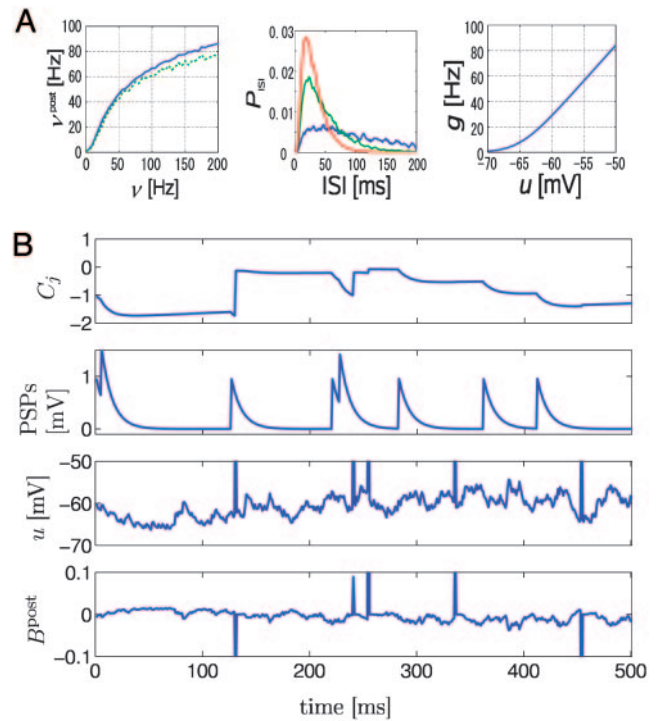 A
ν^post [Hz]
100
80
60
40
20
0
0 50 100 150 200
ν [Hz]
P_ISI
0.03
0.02
0.01
0
0 50 100 150 200
ISI [ms]
g [Hz]
100
80
60
40
20
0
-70 -65 -60 -55 -50
u [mV]
B
C_j
1
0
-1
-2
PSPs [mV]
1
0
u [mV]
-50
-60
-70
B^post
0.1
0
-0.1
0 100 200 300 400 500
time [ms]